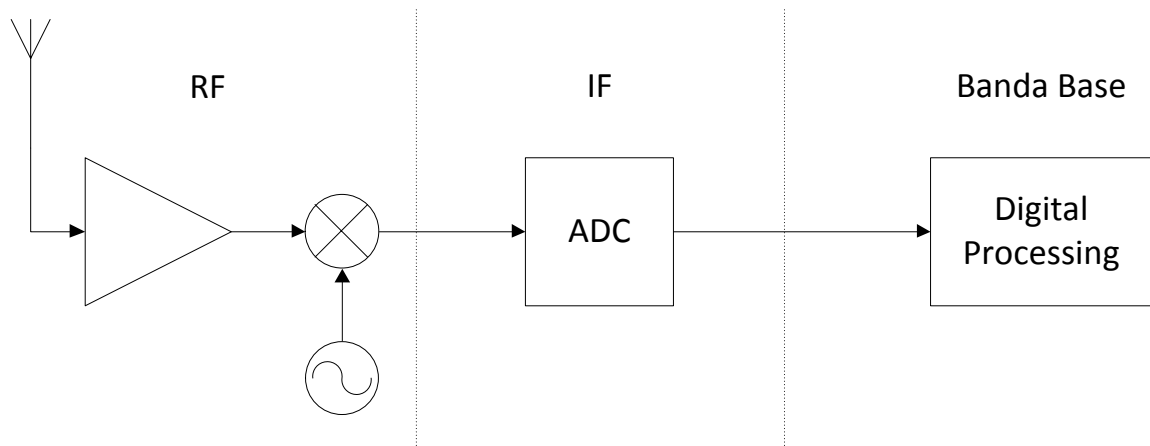 RF
IF
Banda Base
ADC
Digital
Processing